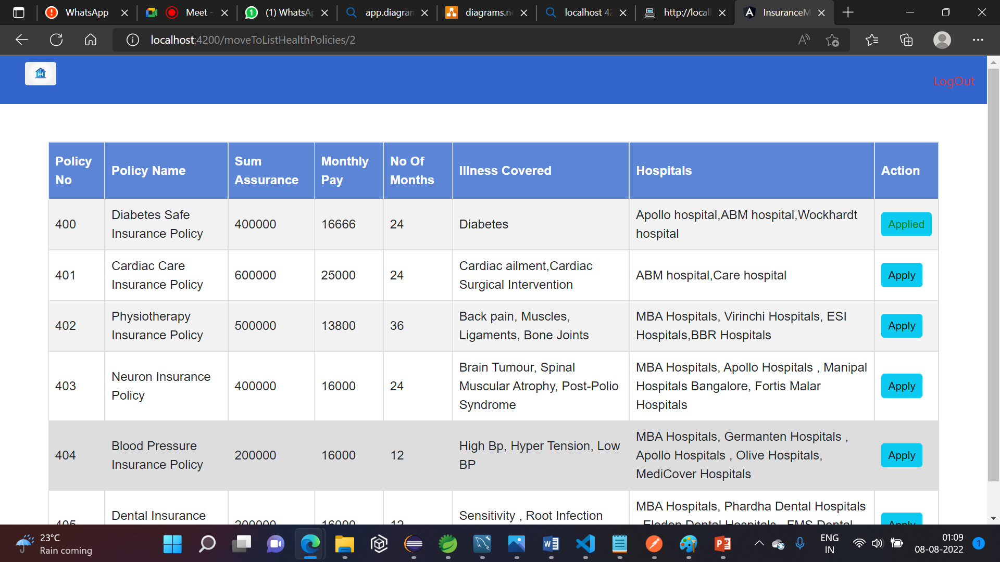 WhatsApp
Meet -
(1) WhatsAp
app.diagran
diagrams.ne
localhost 42
http://locall
InsuranceM
localhost:4200/moveToListHealthPolicies/2
LogOut
Policy No
Policy Name
Sum Assurance
Monthly Pay
No Of Months
Illness Covered
Hospitals
Action
400
Diabetes Safe
Insurance Policy
400000
16666
24
Diabetes
Apollo hospital,ABM hospital,Wockhardt
hospital
Applied
401
Cardiac Care
Insurance Policy
600000
25000
24
Cardiac ailment,Cardiac
Surgical Intervention
ABM hospital,Care hospital
Apply
402
Physiotherapy
Insurance Policy
500000
13800
36
Back pain, Muscles,
Ligaments, Bone Joints
MBA Hospitals, Virinchi Hospitals, ESI
Hospitals,BBR Hospitals
Apply
403
Neuron Insurance
Policy
400000
16000
24
Brain Tumour, Spinal
Muscular Atrophy, Post-Polio
Syndrome
MBA Hospitals, Apollo Hospitals , Manipal
Hospitals Bangalore, Fortis Malar
Hospitals
Apply
404
Blood Pressure
Insurance Policy
200000
16000
12
High Bp, Hyper Tension, Low
BP
MBA Hospitals, Germanten Hospitals ,
Apollo Hospitals , Olive Hospitals,
MediCover Hospitals
Apply
405
Dental Insurance
200000
16000
12
Sensitivity , Root Infection
MBA Hospitals, Phardha Dental Hospitals
Dental Hospitals , FMS Dental
Apply
23°C
Rain coming
ENG
IN
01:09
08-08-2022
1